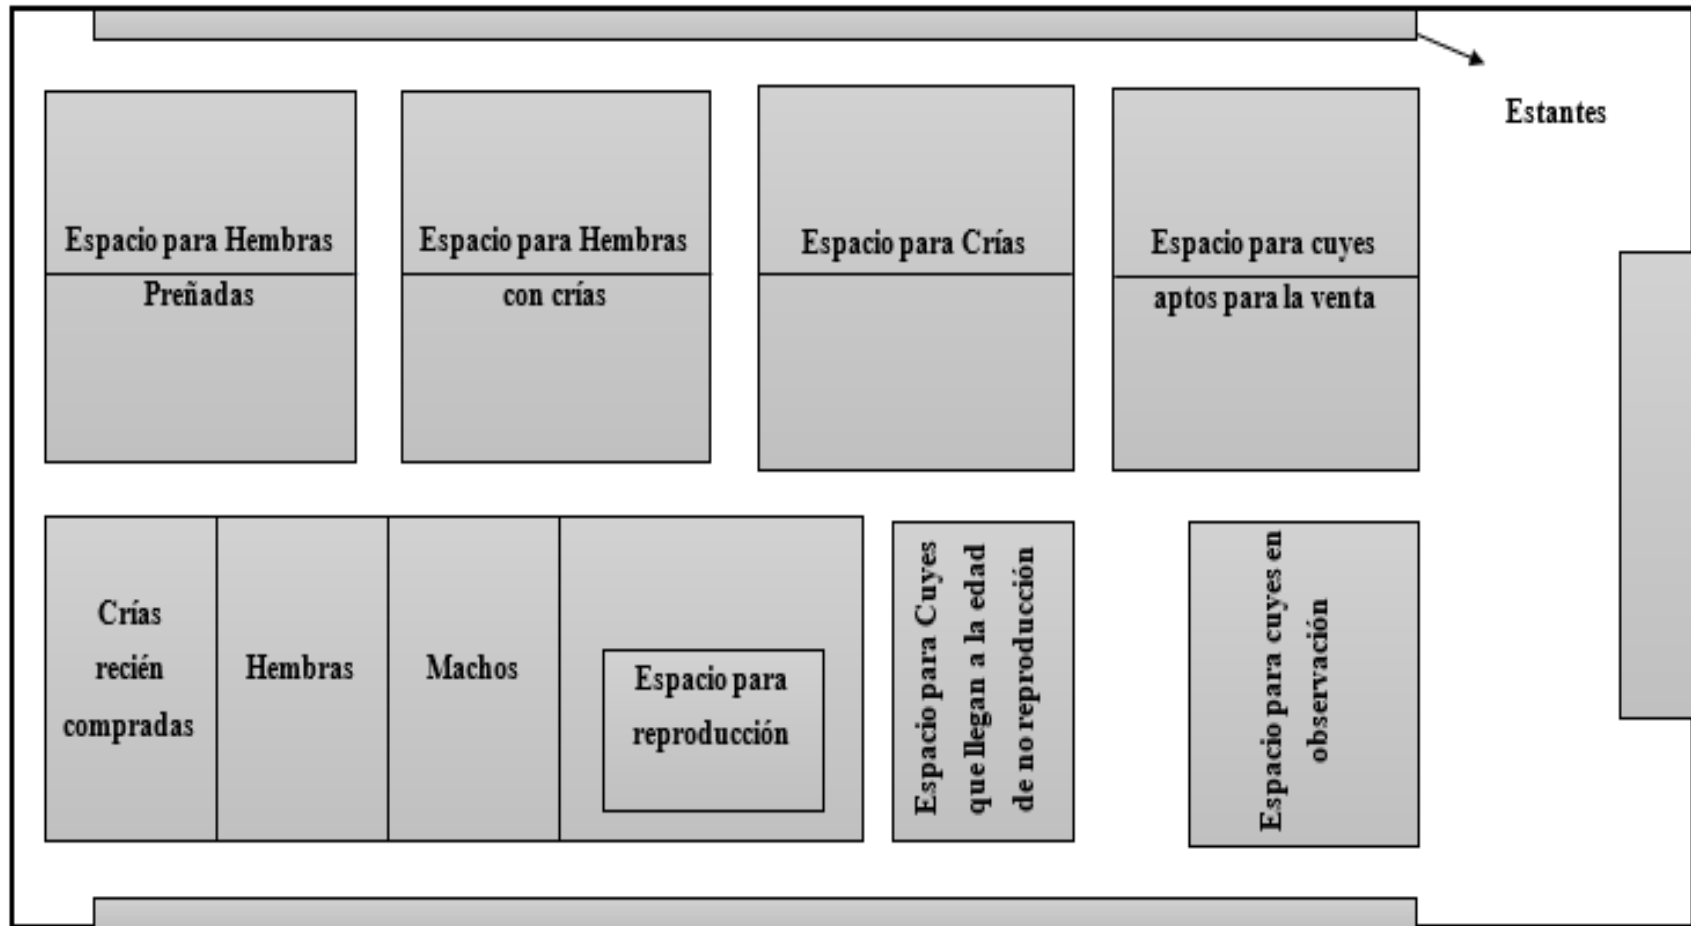 Estantes
Espacio para Hembras
Preñadas
Espacio para Hembras
con crías
Espacio para Crías
Espacio para cuyes
aptos para la venta
Crías
recién
compradas
Hembras
Machos
Espacio para
reproducción
Espacio para Cuyes
que llegan a la edad
de no reproducción
Espacio para cuyes en
observación